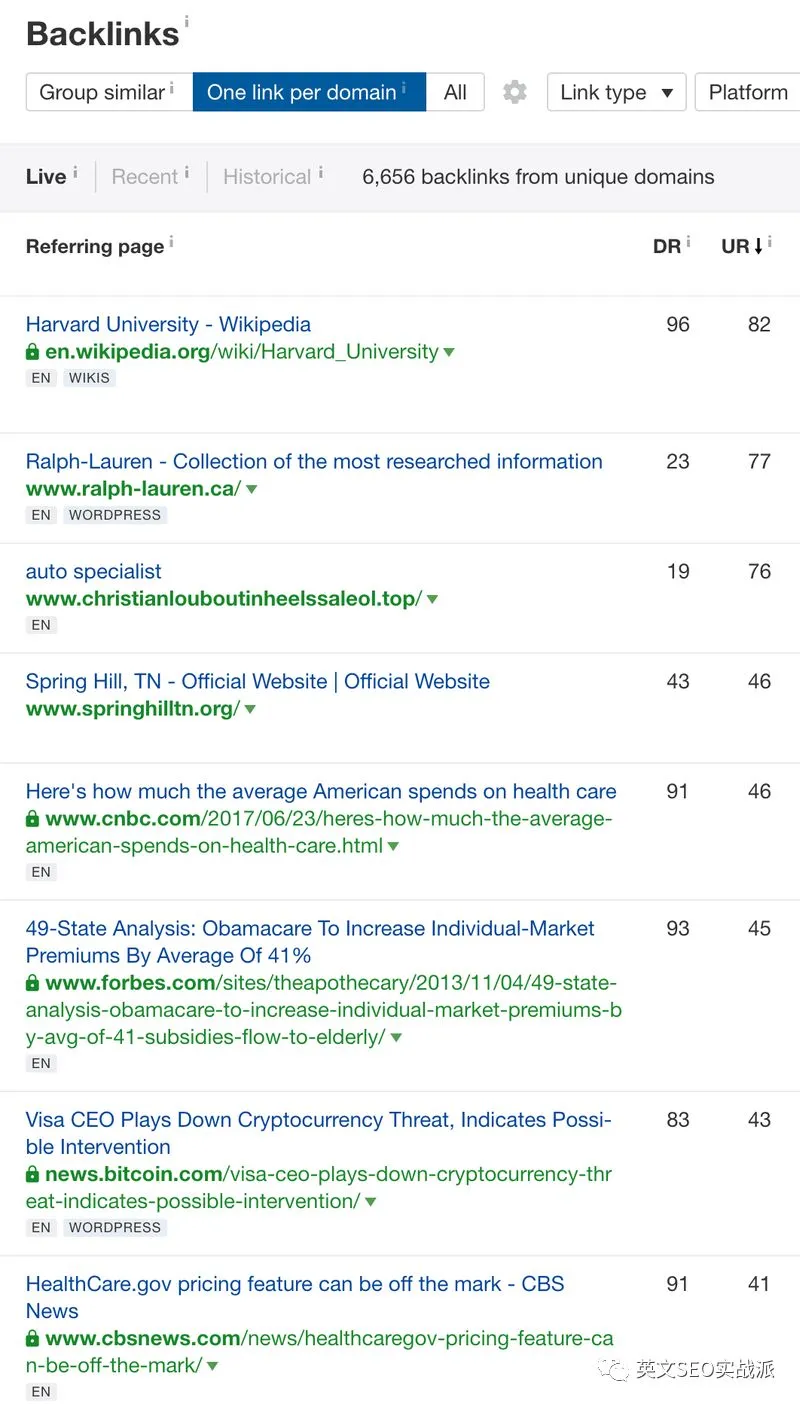 Backlinks i
Group similar i One link per domain i All Link type ▼ Platform
Live i Recent i Historical i 6,656 backlinks from unique domains
Referring page i DR i UR ↓ i
Harvard University - Wikipedia 96 82
en.wikipedia.org/wiki/Harvard_University ▼
EN WIKIS
Ralph-Lauren - Collection of the most researched information 23 77
www.ralph-lauren.ca/ ▼
EN WORDPRESS
auto specialist 19 76
www.christianlouboutinheelssaleol.top/ ▼
EN
Spring Hill, TN - Official Website | Official Website 43 46
www.springhilltn.org/ ▼
Here's how much the average American spends on health care 91 46
www.cnbc.com/2017/06/23/heres-how-much-the-average-
american-spends-on-health-care.html ▼
EN
49-State Analysis: Obamacare To Increase Individual-Market 93 45
Premiums By Average Of 41%
www.forbes.com/sites/theapothecary/2013/11/04/49-state-
analysis-obamacare-to-increase-individual-market-premiums-b
y-avg-of-41-subsidies-flow-to-elderly/ ▼
EN
Visa CEO Plays Down Cryptocurrency Threat, Indicates Possi- 83 43
ble Intervention
news.bitcoin.com/visa-ceo-plays-down-cryptocurrency-thr
eat-indicates-possible-intervention/ ▼
EN WORDPRESS
HealthCare.gov pricing feature can be off the mark - CBS 91 41
News
www.cbsnews.com/news/healthcaregov-pricing-feature-ca
n-be-off-the-mark/ ▼
EN
英文SEO实战派